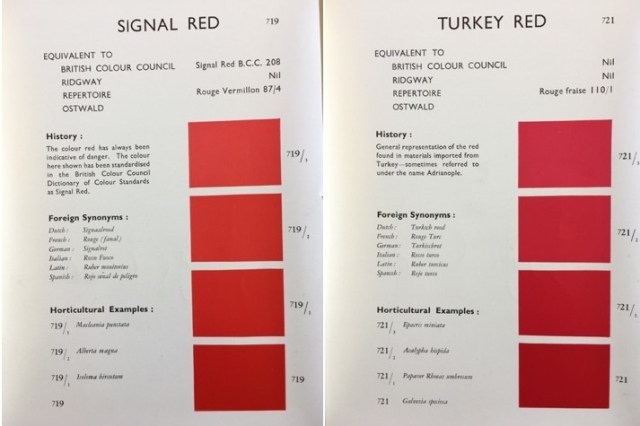 SIGNAL RED 719
EQUIVALENT TO
BRITISH COLOUR COUNCIL Signal Red B.C.C. 208
RIDGWAY Nil
REPERTOIRE Rouge Vermillon 87/4
OSTWALD
History :
The colour red has always been
indicative of danger. The colour
here shown has been standardised
in the British Colour Council
Dictionary of Colour Standards
as Signal Red.
719/3
Foreign Synonyms :
Dutch : Signaalrood
French : Rouge (fanal)
German : Signalrot
Italian : Rosso Fuoco
Latin : Ruber monitorius
Spanish : Rojo señal de peligro
719/2
Horticultural Examples :
719/1
719/3 Mackania punctata
719/2 Alberta magna
719/1 Isoloma hirsutum
719
719
TURKEY RED 721
EQUIVALENT TO
BRITISH COLOUR COUNCIL Nil
RIDGWAY Nil
REPERTOIRE Rouge fraise 110/1
OSTWALD
History :
General representation of the red
found in materials imported from
Turkey—sometimes referred to
under the name Adrianople.
721/3
Foreign Synonyms :
Dutch : Turksch rood
French : Rouge Turc
German : Türkischrot
Italian : Rosso turco
Latin : Ruber turcicus
Spanish : Rojo turco
721/2
Horticultural Examples :
721/1
721/3 Epacris miniata
721/2 Acalypha hispida
721/1 Papaver Rhoeas umbrosum
721 Galaxia speciosa
721